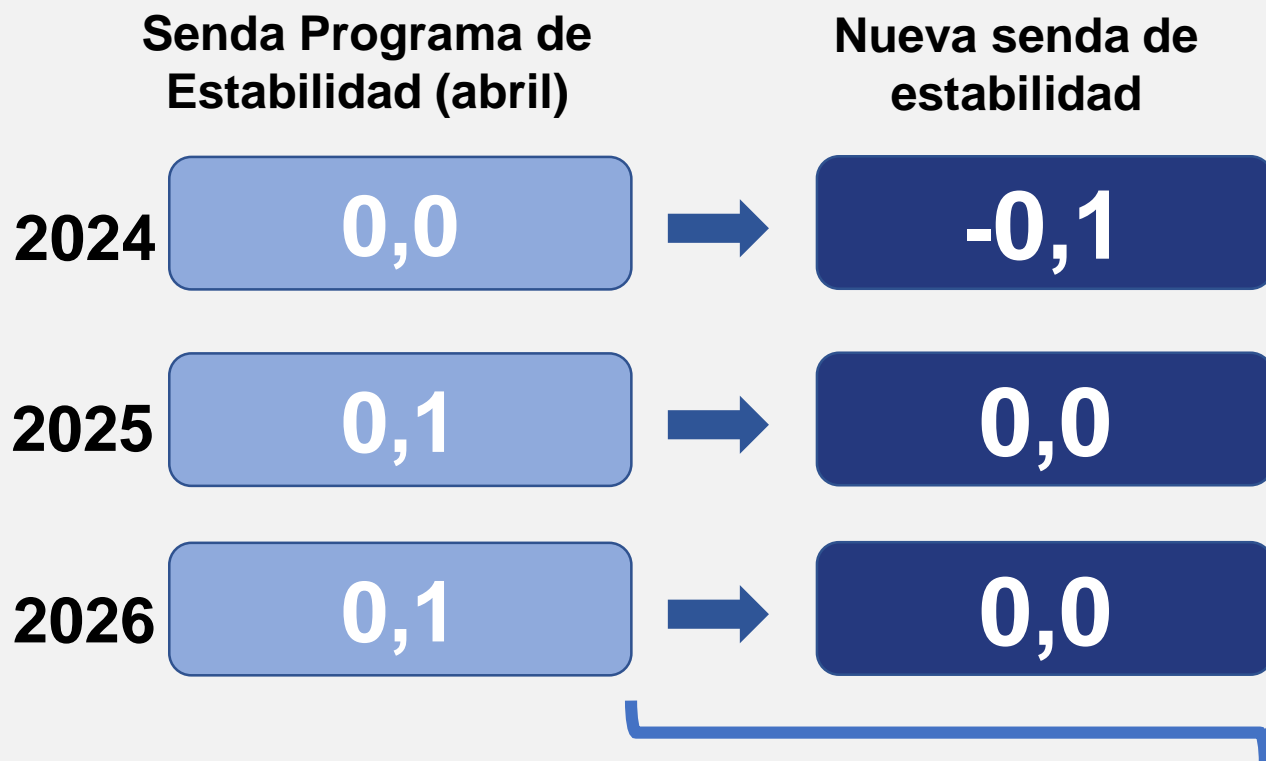 Senda Programa de
Estabilidad (abril)
Nueva senda de
estabilidad
2024 0,0 -0,1
2025 0,1 0,0
2026 0,1 0,0